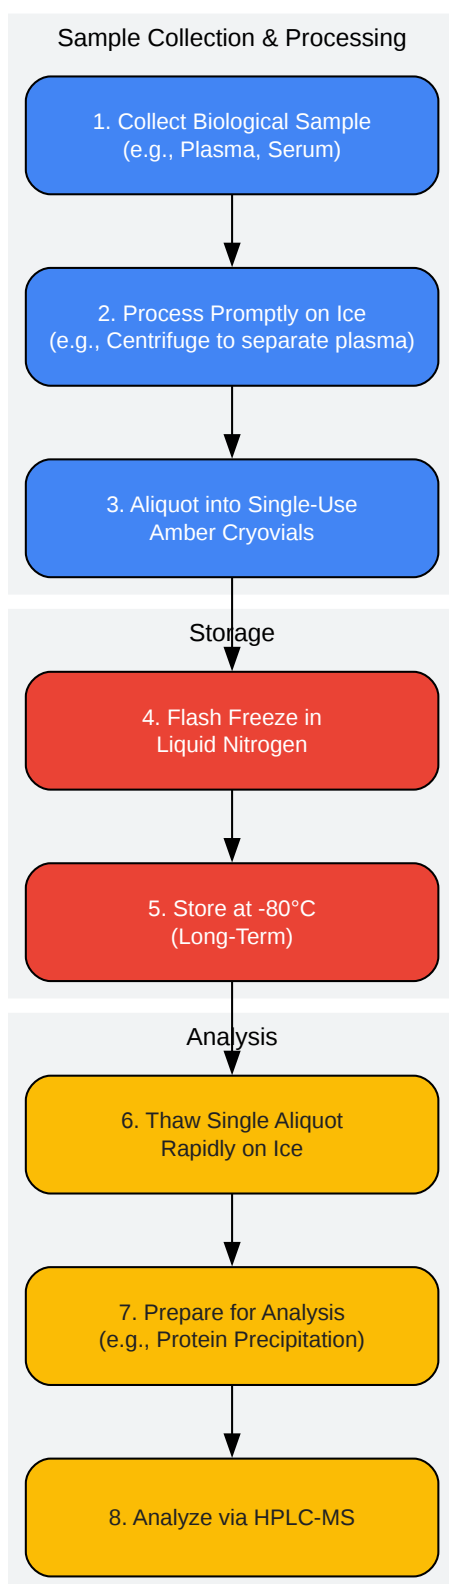 Sample Collection & Processing
1. Collect Biological Sample
(e.g., Plasma, Serum)
2. Process Promptly on Ice
(e.g., Centrifuge to separate plasma)
3. Aliquot into Single-Use
Amber Cryovials
Storage
4. Flash Freeze in
Liquid Nitrogen
5. Store at -80°C
(Long-Term)
Analysis
6. Thaw Single Aliquot
Rapidly on Ice
7. Prepare for Analysis
(e.g., Protein Precipitation)
8. Analyze via HPLC-MS